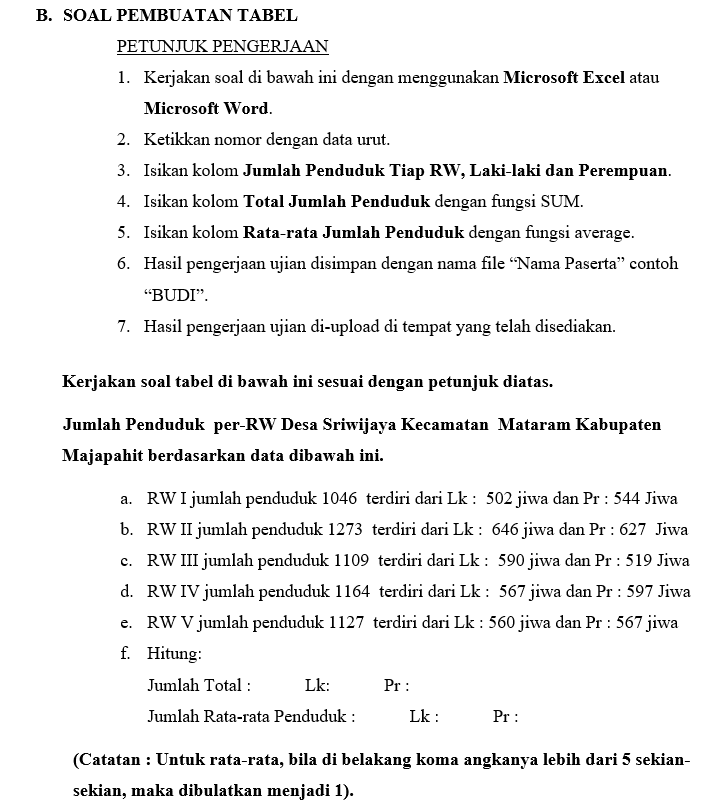 B. SOAL PEMBUATAN TABEL
PETUNJUK PENGERJAAN
1. Kerjakan soal di bawah ini dengan menggunakan Microsoft Excel atau
Microsoft Word.
2. Ketikkan nomor dengan data urut.
3. Isikan kolom Jumlah Penduduk Tiap RW, Laki-laki dan Perempuan.
4. Isikan kolom Total Jumlah Penduduk dengan fungsi SUM.
5. Isikan kolom Rata-rata Jumlah Penduduk dengan fungsi average.
6. Hasil pengerjaan ujian disimpan dengan nama file “Nama Paserta” contoh
“BUDI”.
7. Hasil pengerjaan ujian di-upload di tempat yang telah disediakan.
Kerjakan soal tabel di bawah ini sesuai dengan petunjuk diatas.
Jumlah Penduduk per-RW Desa Sriwijaya Kecamatan Mataram Kabupaten
Majapahit berdasarkan data dibawah ini.
a. RW I jumlah penduduk 1046 terdiri dari Lk : 502 jiwa dan Pr : 544 Jiwa
b. RW II jumlah penduduk 1273 terdiri dari Lk : 646 jiwa dan Pr : 627 Jiwa
c. RW III jumlah penduduk 1109 terdiri dari Lk : 590 jiwa dan Pr : 519 Jiwa
d. RW IV jumlah penduduk 1164 terdiri dari Lk : 567 jiwa dan Pr : 597 Jiwa
e. RW V jumlah penduduk 1127 terdiri dari Lk : 560 jiwa dan Pr : 567 jiwa
f. Hitung:
Jumlah Total : Lk: Pr :
Jumlah Rata-rata Penduduk : Lk : Pr :
(Catatan : Untuk rata-rata, bila di belakang koma angkanya lebih dari 5 sekian-
sekian, maka dibulatkan menjadi 1).